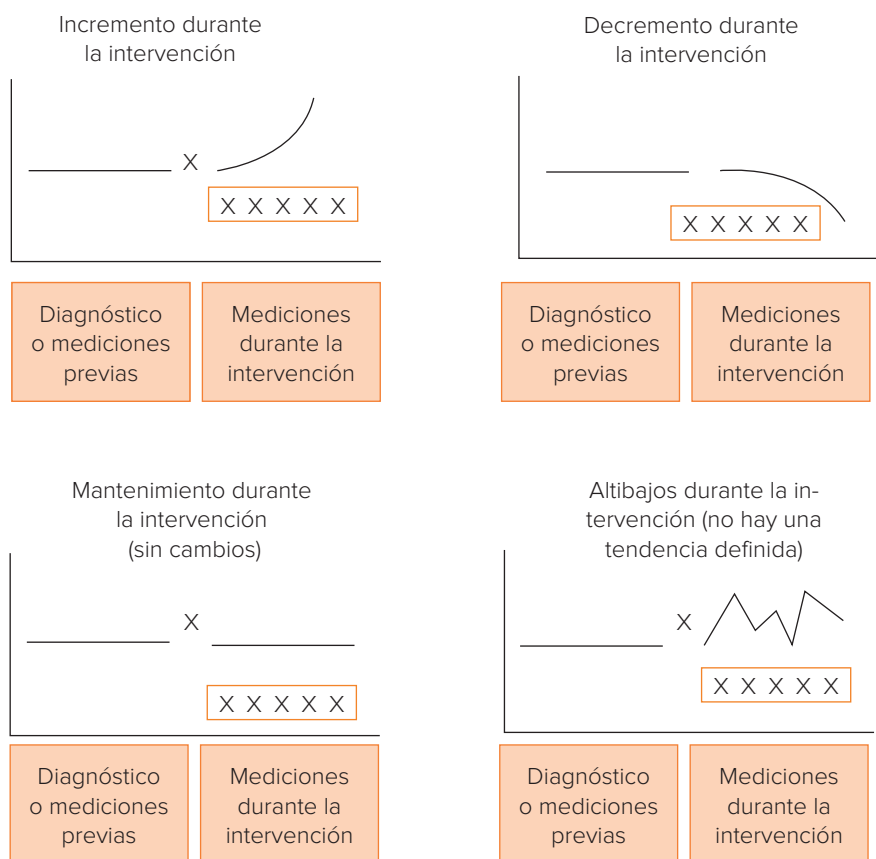 Incremento durante
la intervención
X
X X X X X
Diagnóstico
o mediciones
previas
Mediciones
durante la
intervención
Decremento durante
la intervención
X X X X X
Diagnóstico
o mediciones
previas
Mediciones
durante la
intervención
Mantenimiento durante
la intervención
(sin cambios)
X
X X X X X
Diagnóstico
o mediciones
previas
Mediciones
durante la
intervención
Altibajos durante la in-
tervención (no hay una
tendencia definida)
X
X X X X X
Diagnóstico
o mediciones
previas
Mediciones
durante la
intervención